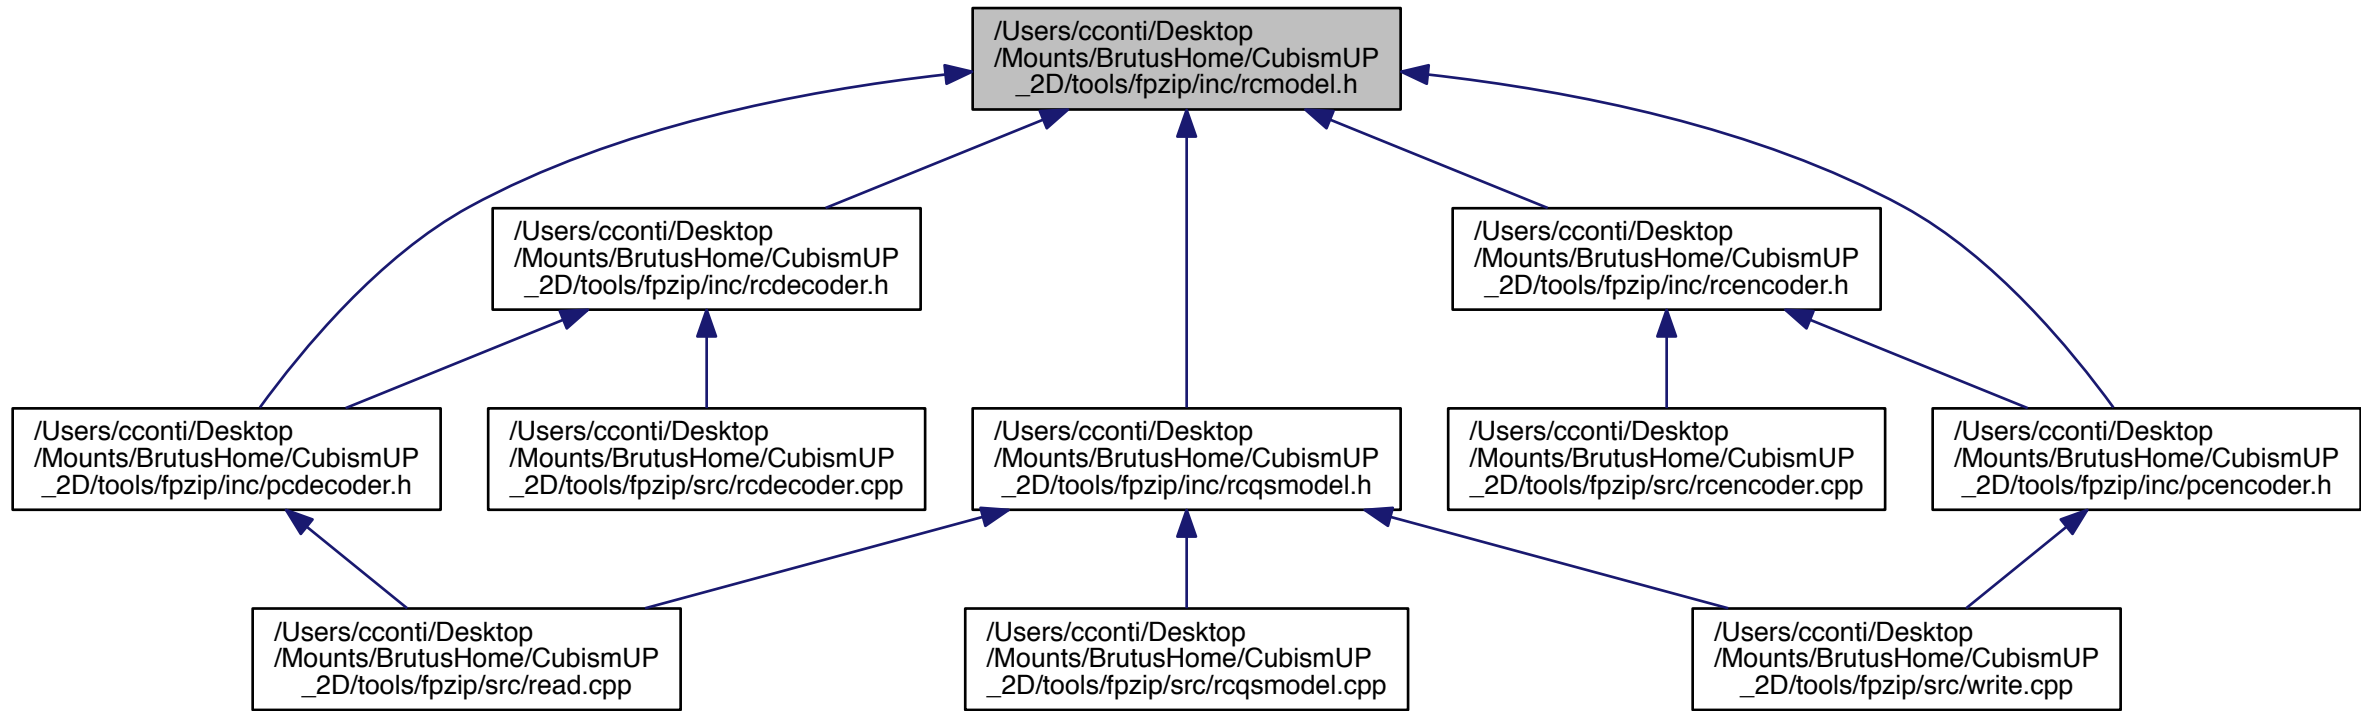 /Users/cconti/Desktop
/Mounts/BrutusHome/CubismUP
_2D/tools/fpzip/inc/rcmodel.h
/Users/cconti/Desktop
/Mounts/BrutusHome/CubismUP
_2D/tools/fpzip/inc/rcdecoder.h
/Users/cconti/Desktop
/Mounts/BrutusHome/CubismUP
_2D/tools/fpzip/inc/rcencoder.h
/Users/cconti/Desktop
/Mounts/BrutusHome/CubismUP
_2D/tools/fpzip/inc/pcdecoder.h
/Users/cconti/Desktop
/Mounts/BrutusHome/CubismUP
_2D/tools/fpzip/src/rcdecoder.cpp
/Users/cconti/Desktop
/Mounts/BrutusHome/CubismUP
_2D/tools/fpzip/inc/rcqsmodel.h
/Users/cconti/Desktop
/Mounts/BrutusHome/CubismUP
_2D/tools/fpzip/src/rcencoder.cpp
/Users/cconti/Desktop
/Mounts/BrutusHome/CubismUP
_2D/tools/fpzip/inc/pcencoder.h
/Users/cconti/Desktop
/Mounts/BrutusHome/CubismUP
_2D/tools/fpzip/src/read.cpp
/Users/cconti/Desktop
/Mounts/BrutusHome/CubismUP
_2D/tools/fpzip/src/rcqsmodel.cpp
/Users/cconti/Desktop
/Mounts/BrutusHome/CubismUP
_2D/tools/fpzip/src/write.cpp